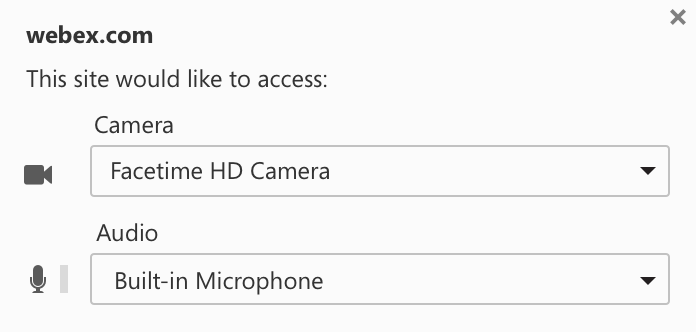 webex.com
This site would like to access:
Camera
Facetime HD Camera
Audio
Built-in Microphone